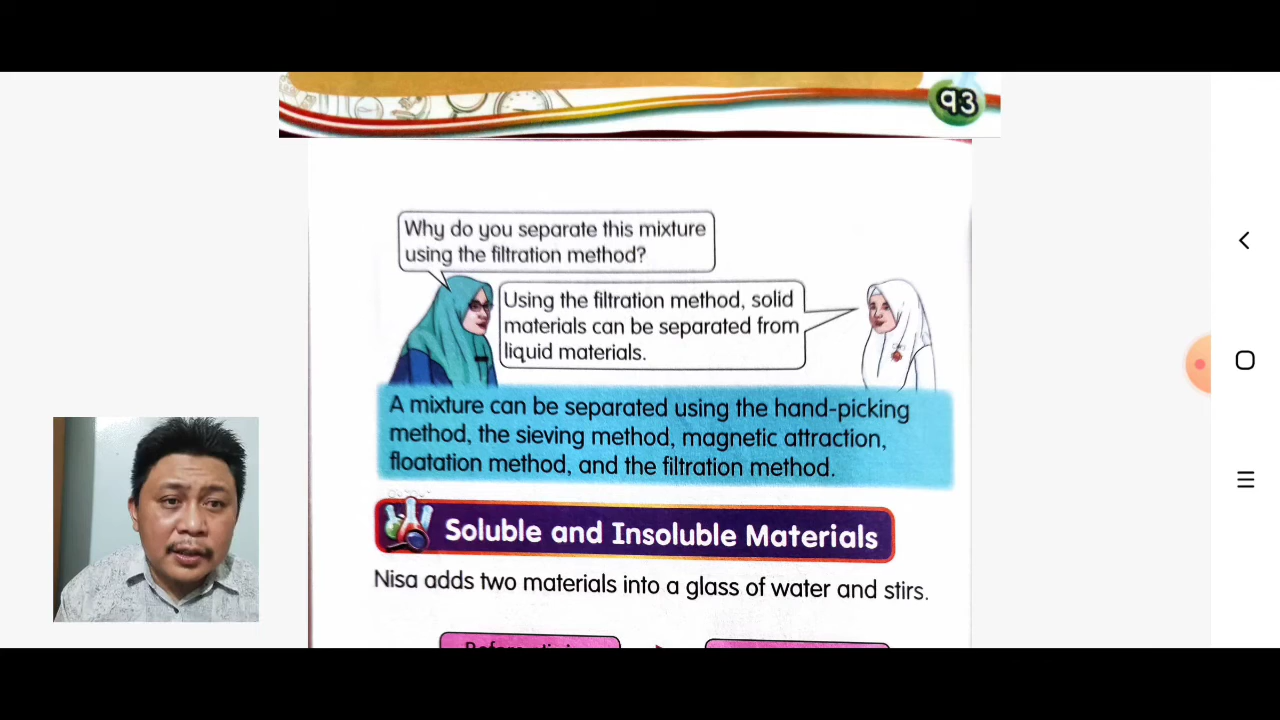 93
Why do you separate this mixture
using the filtration method?
Using the filtration method, solid
materials can be separated from
liquid materials.
A mixture can be separated using the hand-picking
method, the sieving method, magnetic attraction,
floatation method, and the filtration method.
Soluble and Insoluble Materials
Nisa adds two materials into a glass of water and stirs.